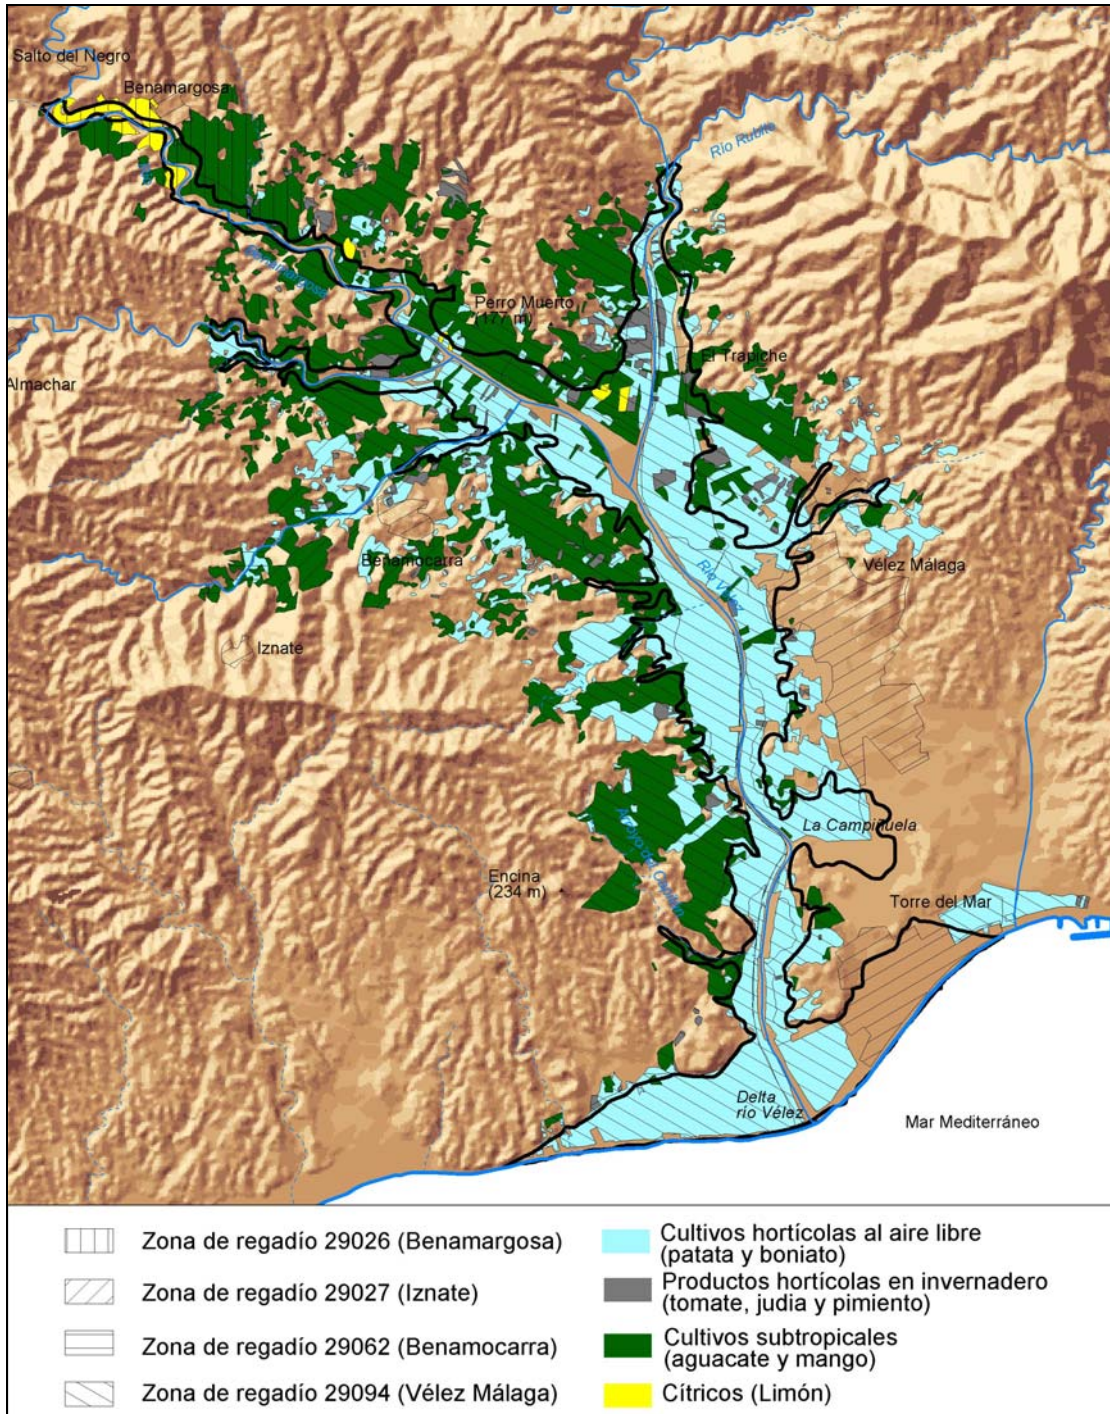 Salto del Negro
Benamargosa
Río Rubite
Perro Muerto
(177 m)
El Trapiche
Almachar
Benamocarra
Vélez Málaga
Iznate
La Campiñuela
Encina
(234 m)
Torre del Mar
Delta
río Vélez
Mar Mediterráneo
Zona de regadío 29026 (Benamargosa)
Zona de regadío 29027 (Iznate)
Zona de regadío 29062 (Benamocarra)
Zona de regadío 29094 (Vélez Málaga)
Cultivos hortícolas al aire libre
(patata y boniato)
Productos hortícolas en invernadero
(tomate, judia y pimiento)
Cultivos subtropicales
(aguacate y mango)
Cítricos (Limón)